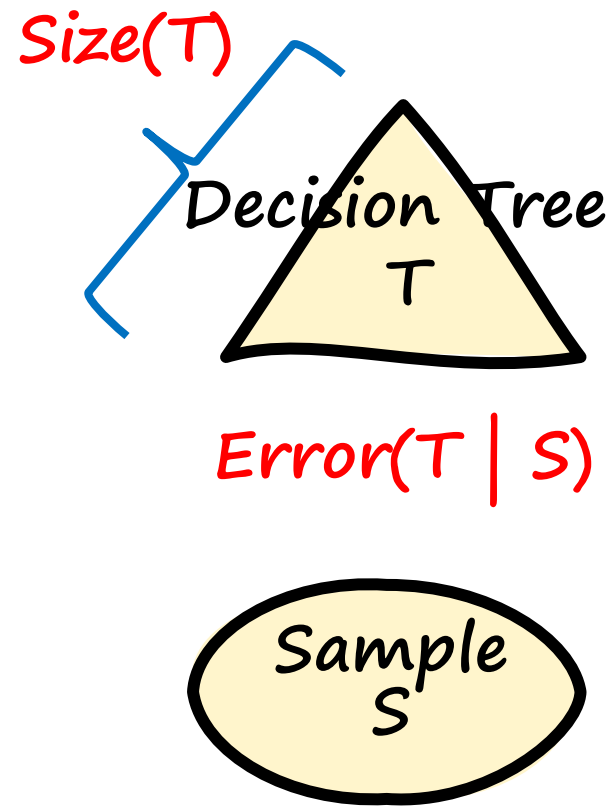 Size(T)
Decision Tree
T
Error(T | S)
Sample
S